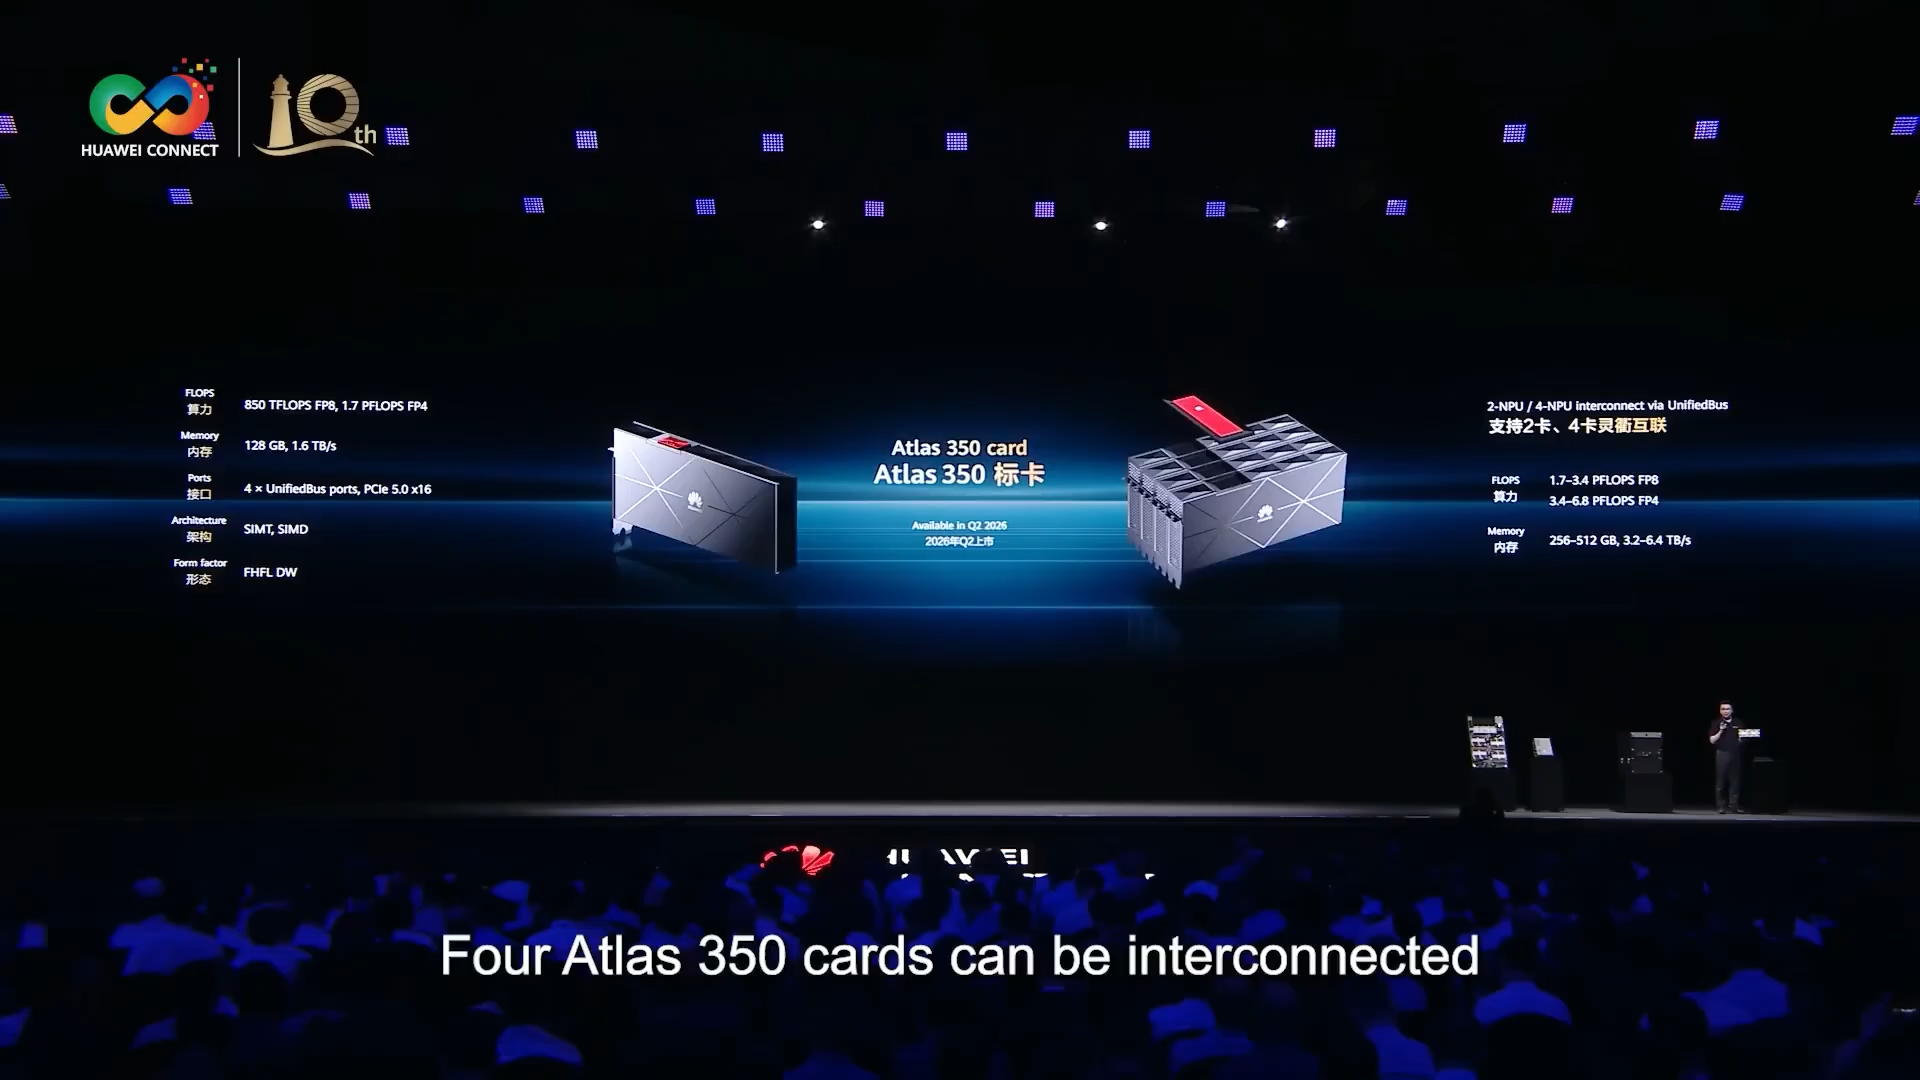 HUAWEI CONNECT
10th
FLOPS
算力
850 TFLOPS FP8, 1.7 PFLOPS FP4
Memory
内存
128 GB, 1.6 TB/s
Ports
接口
4 × UnifiedBus ports, PCIe 5.0 x16
Architecture
架构
SIMT, SIMD
Form factor
形态
FHFL DW
Atlas 350 card
Atlas 350 标卡
Available in Q2 2026
2026年Q2上市
2-NPU / 4-NPU interconnect via UnifiedBus
支持2卡、4卡灵衢互联
FLOPS
算力
1.7–3.4 PFLOPS FP8
3.4–6.8 PFLOPS FP4
Memory
内存
256–512 GB, 3.2–6.4 TB/s
HUAWEI
Four Atlas 350 cards can be interconnected